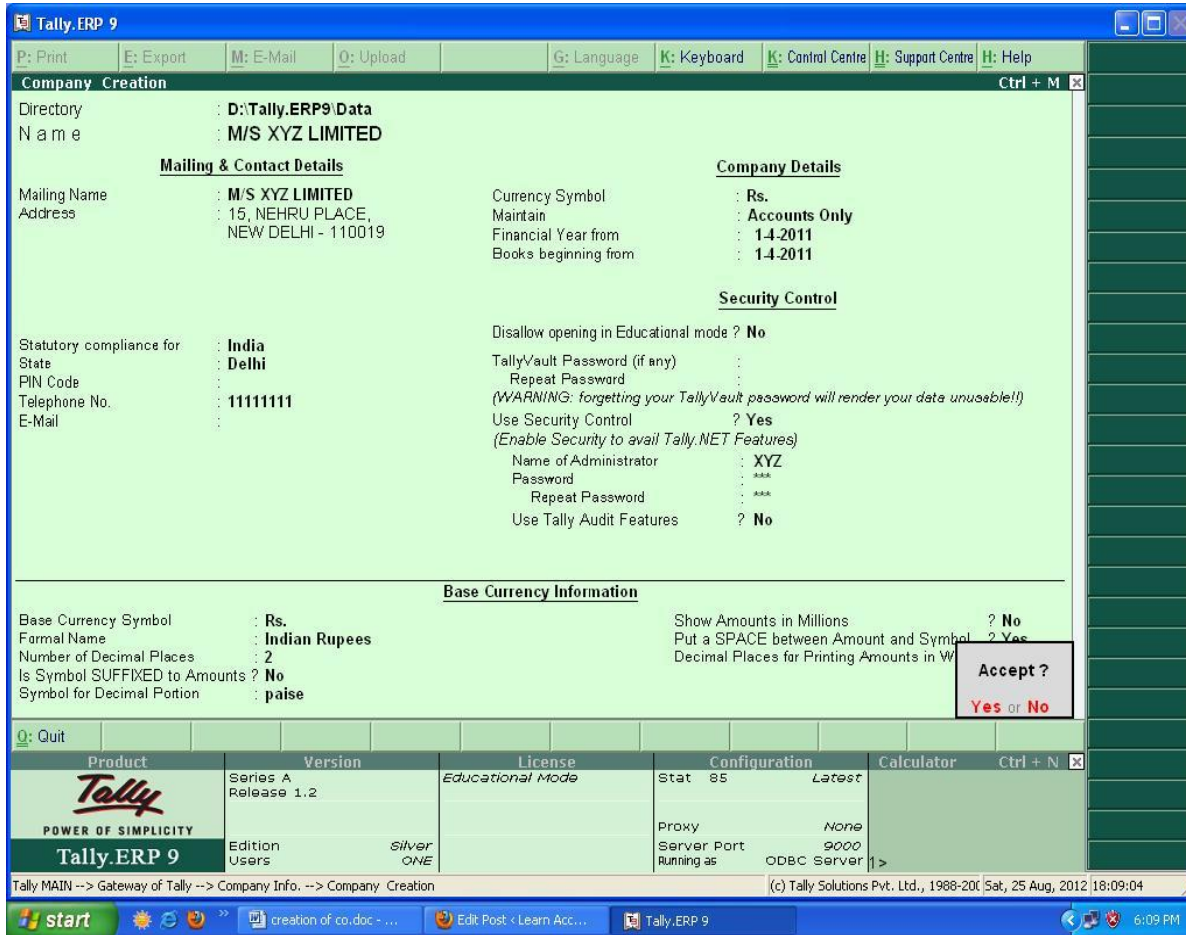 Tally.ERP 9
P: Print E: Export M: E-Mail O: Upload G: Language K: Keyboard K: Control Centre H: Support Centre H: Help
Company Creation Ctrl + M
Directory : D:\Tally.ERP9\Data
Name : M/S XYZ LIMITED
Mailing & Contact Details
Mailing Name : M/S XYZ LIMITED
Address : 15, NEHRU PLACE,
NEW DELHI - 110019
Statutory compliance for : India
State : Delhi
PIN Code :
Telephone No. : 11111111
E-Mail :
Company Details
Currency Symbol : Rs.
Maintain : Accounts Only
Financial Year from : 1-4-2011
Books beginning from : 1-4-2011
Security Control
Disallow opening in Educational mode ? No
TallyVault Password (if any) :
Repeat Password :
(WARNING: forgetting your TallyVault password will render your data unusable!!)
Use Security Control ? Yes
(Enable Security to avail Tally.NET Features)
Name of Administrator : XYZ
Password : ***
Repeat Password : ***
Use Tally Audit Features ? No
Base Currency Information
Base Currency Symbol : Rs.
Formal Name : Indian Rupees
Number of Decimal Places : 2
Is Symbol SUFFIXED to Amounts ? No
Symbol for Decimal Portion : paise
Show Amounts in Millions ? No
Put a SPACE between Amount and Symbol ? Yes
Decimal Places for Printing Amounts in W
Accept ?
Yes or No
Q: Quit
Product
Tally
POWER OF SIMPLICITY
Tally.ERP 9
Version
Series A
Release 1.2
Edition Silver
Users ONE
License
Educational Mode
Configuration
Stat 85 Latest
Proxy None
Server Port 9000
Running as ODBC Server
Calculator Ctrl + N
1>
Tally MAIN --> Gateway of Tally --> Company Info. --> Company Creation (c) Tally Solutions Pvt. Ltd., 1988-200 Sat, 25 Aug, 2012 18:09:04
start creation of co.doc - ... Edit Post ‹ Learn Acc... Tally.ERP 9 6:09 PM